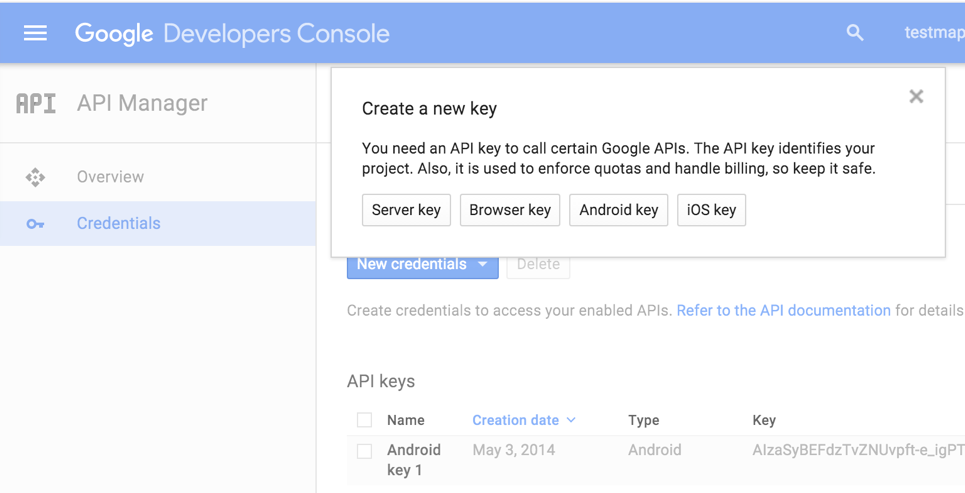 Google Developers Console
testmap
API API Manager
Create a new key
You need an API key to call certain Google APIs. The API key identifies your
project. Also, it is used to enforce quotas and handle billing, so keep it safe.
Server key Browser key Android key iOS key
Overview
Credentials
New credentials Delete
Create credentials to access your enabled APIs. Refer to the API documentation for details
API keys
Name Creation date Type Key
Android key 1 May 3, 2014 Android AIzaSyBEFdzTvZNUvpft-e_igPT